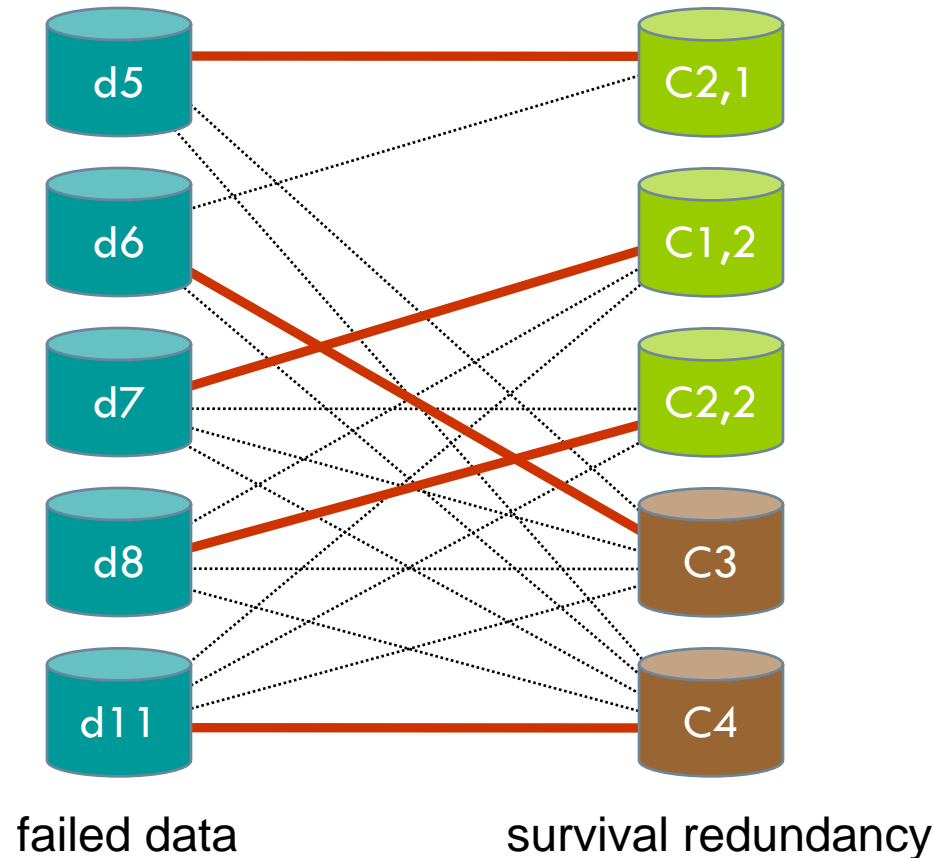 d5
C2,1
d6
C1,2
d7
C2,2
d8
C3
d11
C4
failed data
survival redundancy